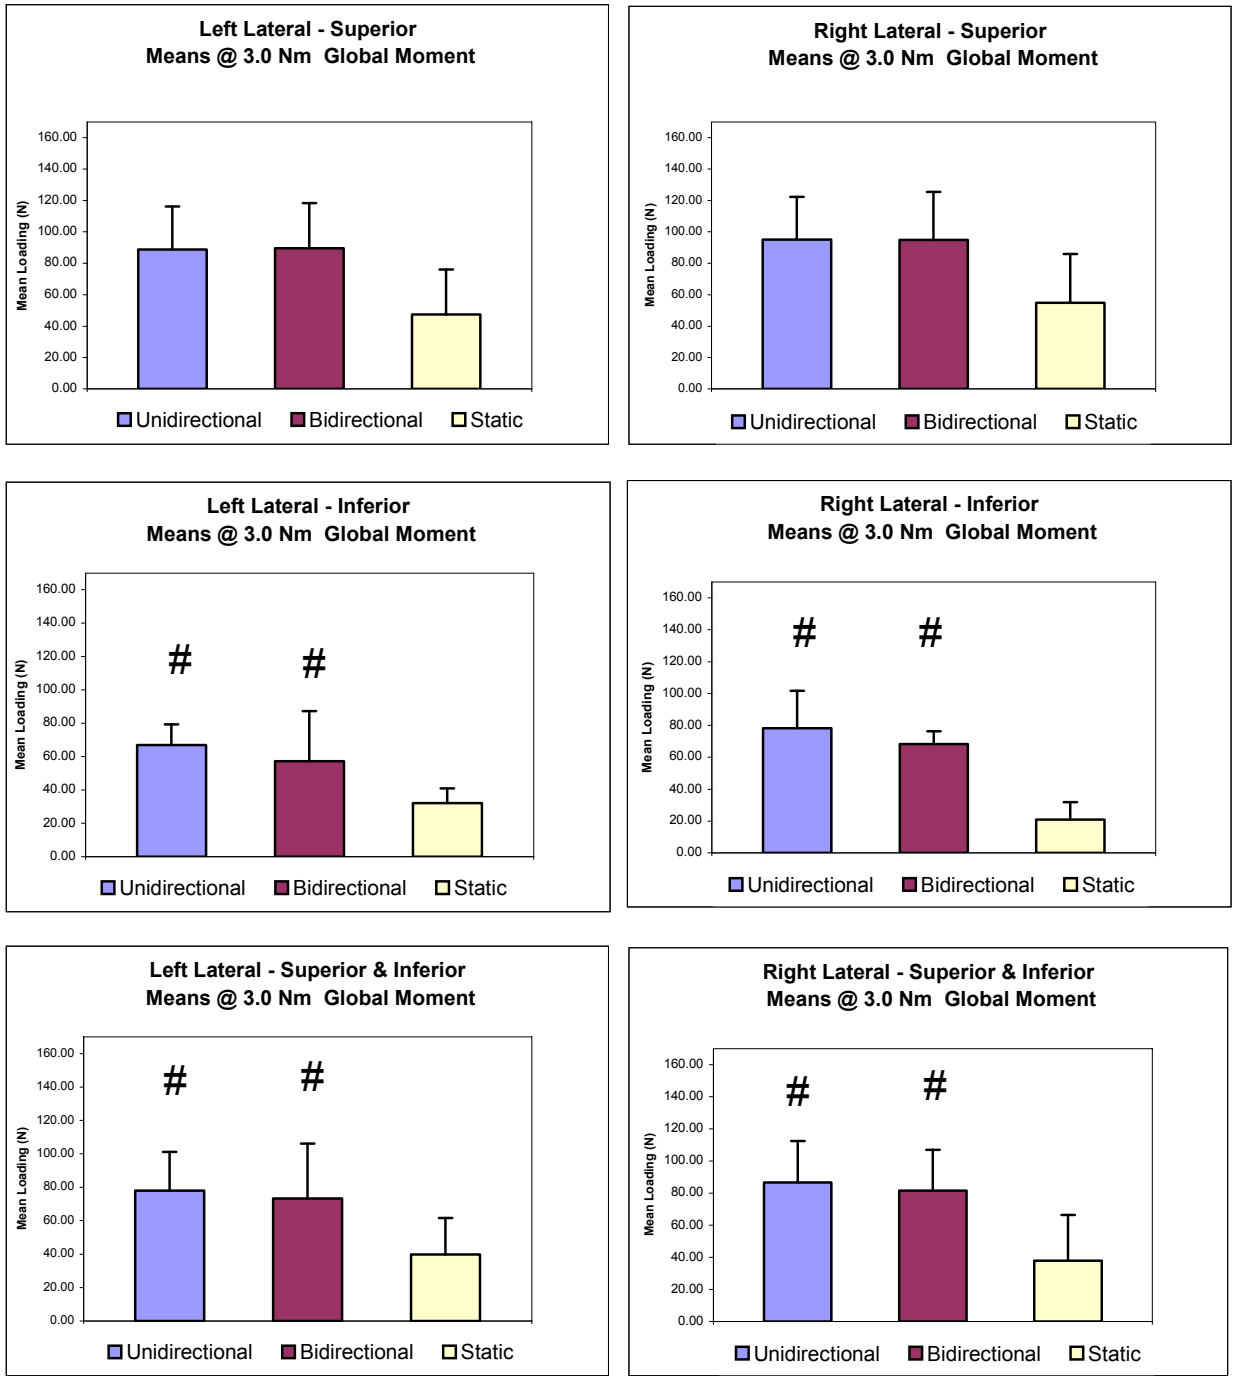 Left Lateral - Superior
Means @ 3.0 Nm  Global Moment
Mean Loading (N)
160.00
140.00
120.00
100.00
80.00
60.00
40.00
20.00
0.00
Unidirectional Bidirectional Static
Right Lateral - Superior
Means @ 3.0 Nm  Global Moment
Mean Loading (N)
160.00
140.00
120.00
100.00
80.00
60.00
40.00
20.00
0.00
Unidirectional Bidirectional Static
Left Lateral - Inferior
Means @ 3.0 Nm  Global Moment
Mean Loading (N)
160.00
140.00
120.00
100.00
80.00
60.00
40.00
20.00
0.00
# #
Unidirectional Bidirectional Static
Right Lateral - Inferior
Means @ 3.0 Nm  Global Moment
Mean Loading (N)
160.00
140.00
120.00
100.00
80.00
60.00
40.00
20.00
0.00
# #
Unidirectional Bidirectional Static
Left Lateral - Superior & Inferior
Means @ 3.0 Nm  Global Moment
Mean Loading (N)
160.00
140.00
120.00
100.00
80.00
60.00
40.00
20.00
0.00
# #
Unidirectional Bidirectional Static
Right Lateral - Superior & Inferior
Means @ 3.0 Nm  Global Moment
Mean Loading (N)
160.00
140.00
120.00
100.00
80.00
60.00
40.00
20.00
0.00
# #
Unidirectional Bidirectional Static